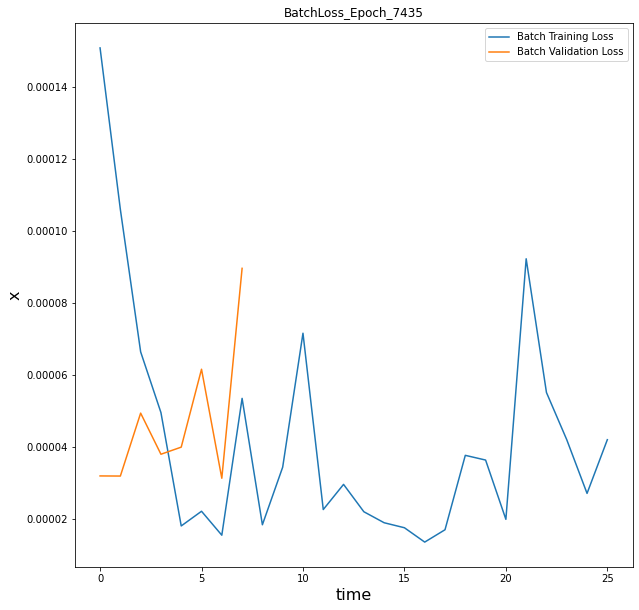 BatchLoss_Epoch_7435
Batch Training Loss
Batch Validation Loss
0.00014
0.00012
0.00010
0.00008
0.00006
0.00004
0.00002
x
0 5 10 15 20 25
time